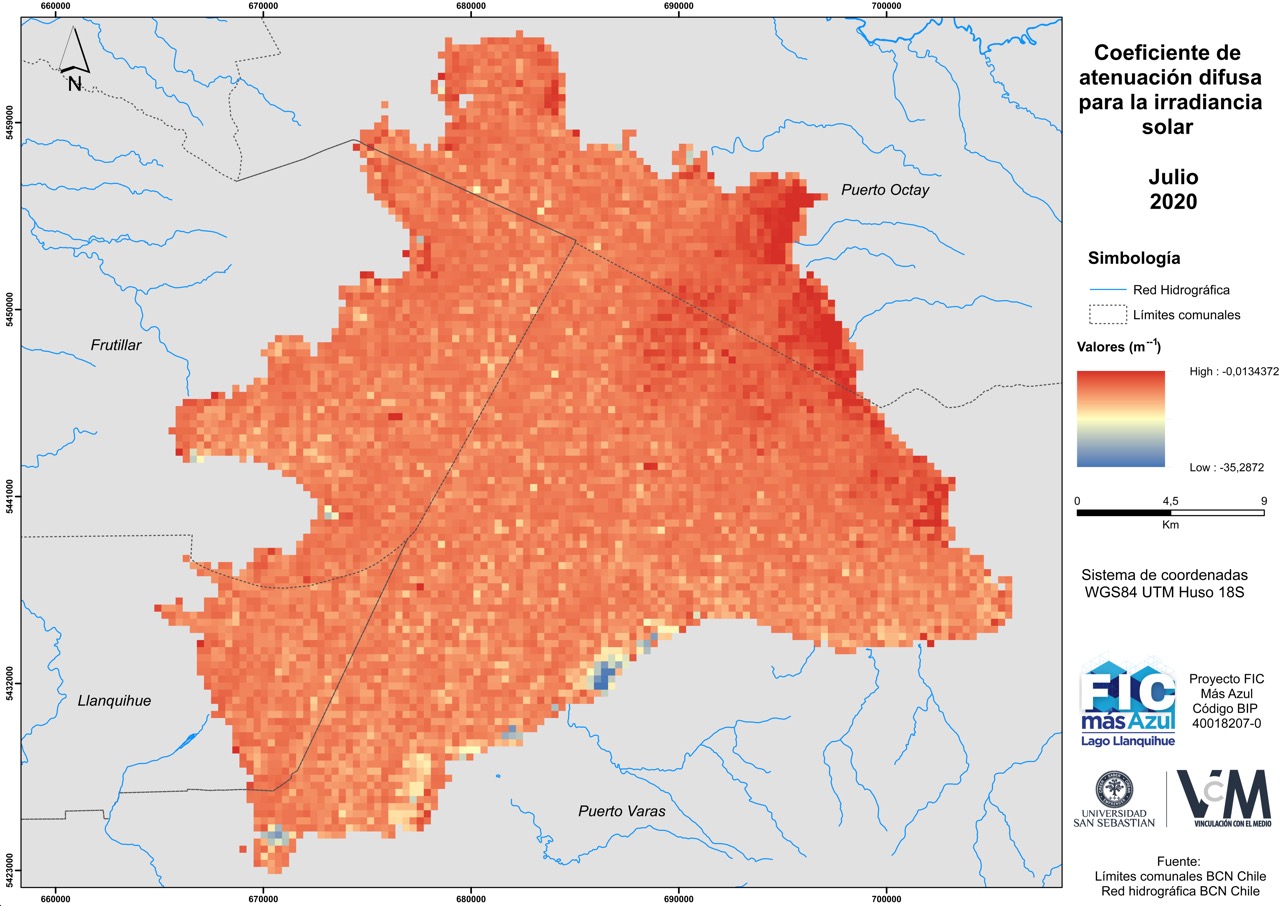 660000
670000
680000
690000
700000
N
5459000
5450000
5441000
5432000
5423000
Puerto Octay
Frutillar
Llanquihue
Puerto Varas
660000
670000
680000
690000
700000
Coeficiente de
atenuación difusa
para la irradiancia
solar
Julio
2020
Simbología
Red Hidrográfica
Límites comunales
Valores (m--1)
High : -0,0134372
Low : -35,2872
0 4,5 9
Km
Sistema de coordenadas
WGS84 UTM Huso 18S
FIC
másAzul
Lago Llanquihue
Proyecto FIC
Más Azul
Código BIP
40018207-0
UNIVERSIDAD
SAN SEBASTIAN
VcM
VINCULACIÓN CON EL MEDIO
Fuente:
Límites comunales BCN Chile
Red hidrográfica BCN Chile